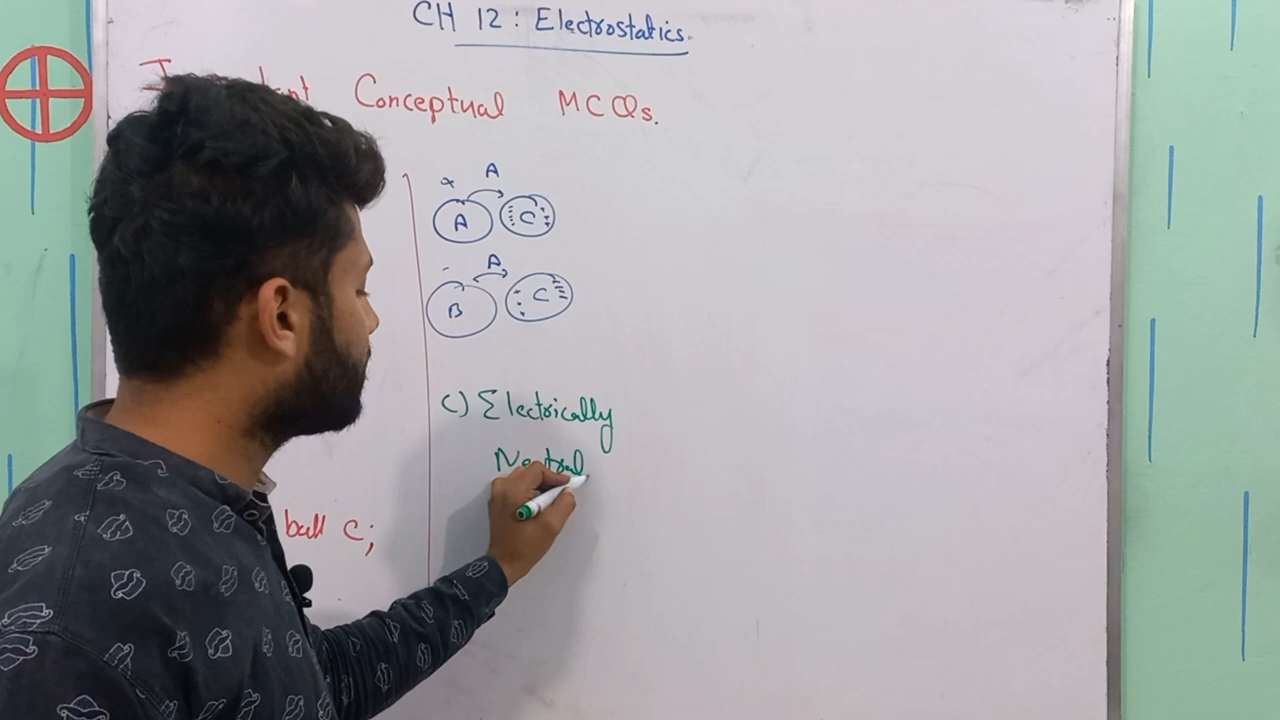 CH 12: Electrostatics.
Conceptual MCQs.
+ A
A C
- A
B C
C) Electrically
Neutral
ball C;